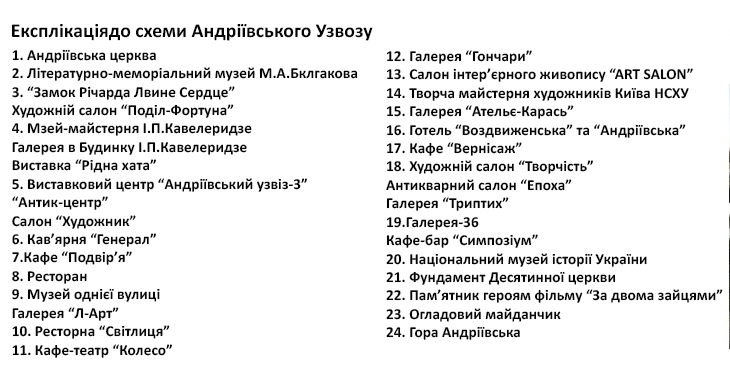 Експлікаціядо схеми Андріївського Узвозу
1. Андріївська церква
2. Літературно-меморіальний музей М.А.Бклгакова
3. “Замок Річарда Лвине Сердце”
Художній салон “Поділ-Фортуна”
4. Мзей-майстерня І.П.Кавелеридзе
Галерея в Будинку І.П.Кавелеридзе
Виставка “Рідна хата”
5. Виставковий центр “Андріївський узвіз-3”
“Антик-центр”
Салон “Художник”
6. Кав’ярня “Генерал”
7.Кафе “Подвір’я”
8. Ресторан
9. Музей однієї вулиці
Галерея “Л-Арт”
10. Ресторна “Світлиця”
11. Кафе-театр “Колесо”
12. Галерея “Гончари”
13. Салон інтер’єрного живопису “ART SALON”
14. Творча майстерня художників Київа НСХУ
15. Галерея “Ательє-Карась”
16. Готель “Воздвиженська” та “Андріївська”
17. Кафе “Вернісаж”
18. Художній салон “Творчість”
Антикварний салон “Епоха”
Галерея “Триптих”
19.Галерея-36
Кафе-бар “Симпозіум”
20. Національний музей історії України
21. Фундамент Десятинної церкви
22. Пам’ятник героям фільму “За двома зайцями”
23. Огладовий майданчик
24. Гора Андріївська